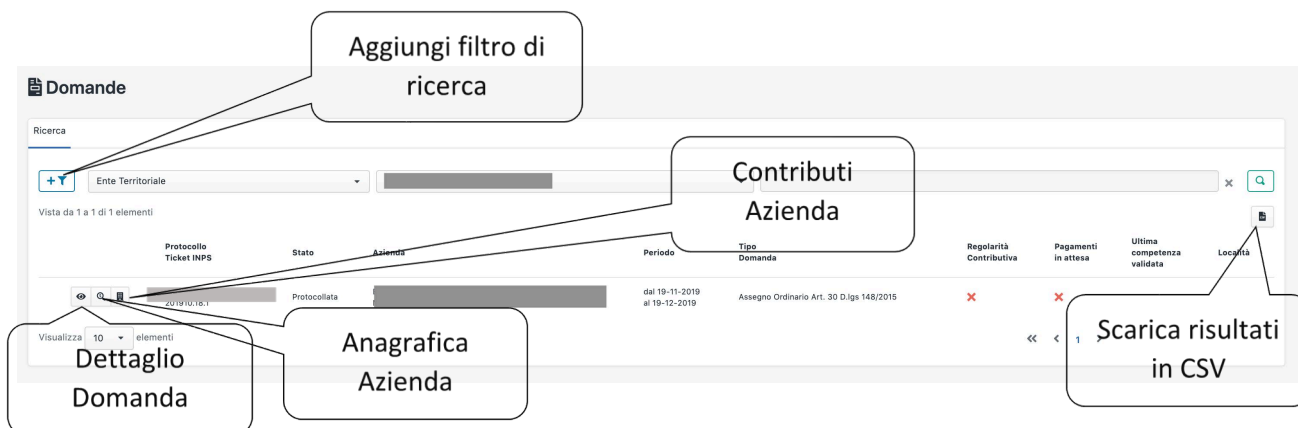 Aggiungi filtro di
ricerca
Domande
Ricerca
Contributi
Azienda
Ente Territoriale
Vista da 1 a 1 di 1 elementi
Protocollo
Ticket INPS
Stato
Azienda
Periodo
Tipo
Domanda
Regolarità
Contributiva
Pagamenti
in attesa
Ultima
competenza
validata
Località
201910.18.1
Protocollata
dal 19-11-2019
al 19-12-2019
Assegno Ordinario Art. 30 D.lgs 148/2015
Visualizza 10 elementi
« ‹ 1
Dettaglio
Domanda
Anagrafica
Azienda
Scarica risultati
in CSV